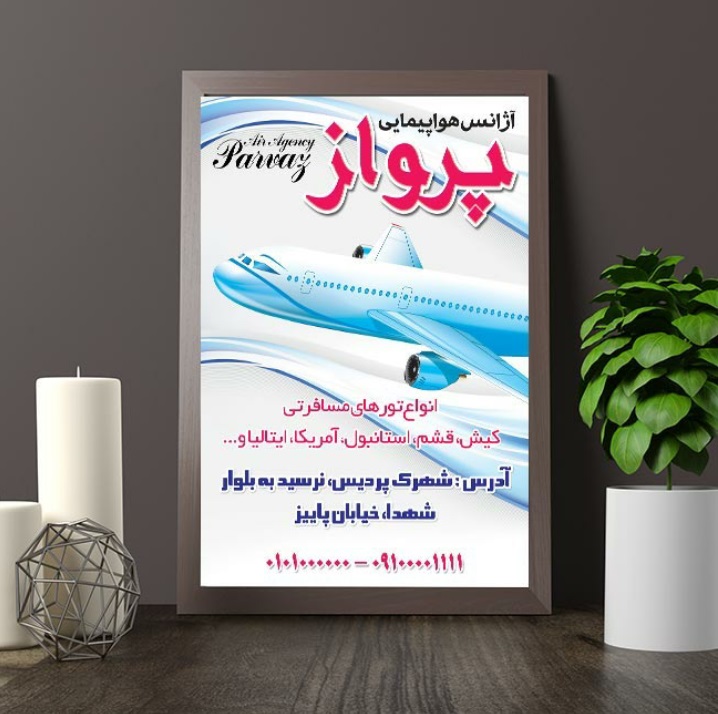 آژانس هواپیمایی
پرواز
Air Agency
Parvaz
انواع تورهای مسافرتی
کیش، قشم، استانبول، آمریکا، ایتالیا و...
آدرس : شهرک پردیس، نرسید به بلوار
شهدا، خیابان پاییز
۰۱۰۱۰۰۰۰۰۰۰ – ۰۹۱۰۰۰۰۱۱۱۱